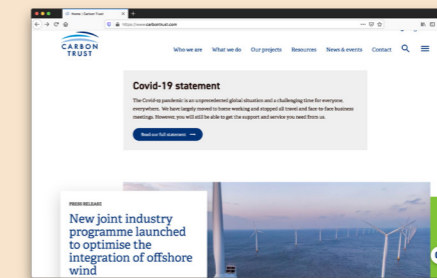 Home | Carbon Trust
https://www.carbontrust.com
CARBON
TRUST
Who we are What we do Our projects Resources News & events Contact
Covid-19 statement
The Covid-19 pandemic is an unprecedented global situation and a challenging time for everyone,
everywhere. We have largely moved to home working and stopped all travel and face-to-face business
meetings. However, you will still be able to get the support and service you need from us.
Read our full statement
PRESS RELEASE
New joint industry
programme launched
to optimise the
integration of offshore
wind